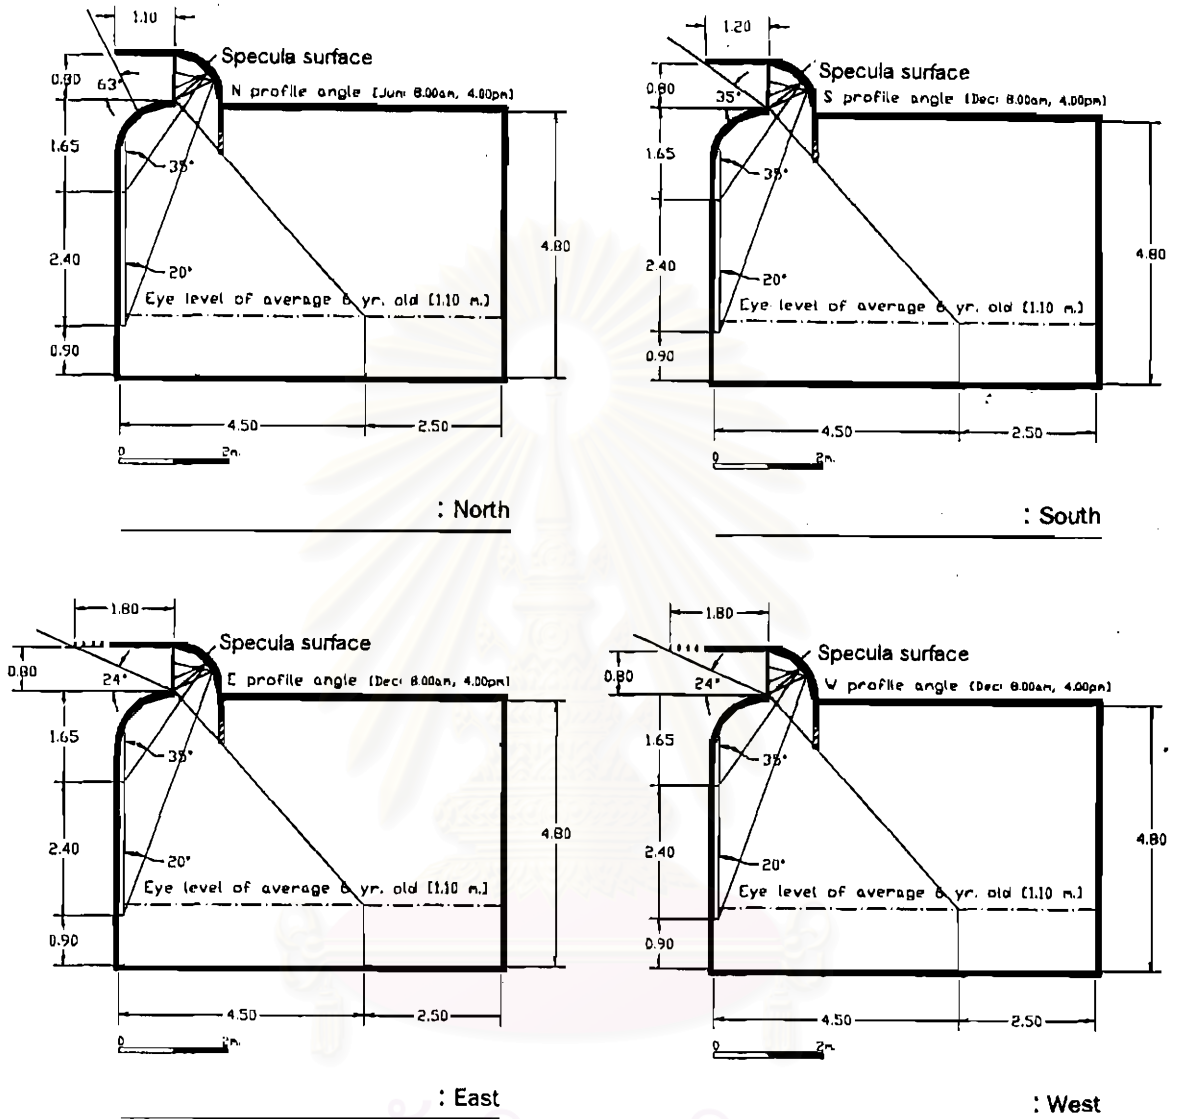 1.10
Specula surface
0.80
63°
N profile angle [Jun: 8.00am, 4.00pm]
1.65
35°
2.40
4.80
20°
Eye level of average 6 yr. old [1.10 m.]
0.90
4.50
2.50
0
2m.
: North
1.20
Specula surface
0.80
35°
S profile angle [Dec: 8.00am, 4.00pm]
1.65
35°
2.40
4.80
20°
Eye level of average 6 yr. old [1.10 m.]
0.90
4.50
2.50
0
2m.
: South
1.80
Specula surface
0.80
24°
E profile angle [Dec: 8.00am, 4.00pm]
1.65
35°
2.40
4.80
20°
Eye level of average 6 yr. old [1.10 m.]
0.90
4.50
2.50
0
2m.
: East
1.80
Specula surface
0.80
24°
W profile angle [Dec: 8.00am, 4.00pm]
1.65
35°
2.40
4.80
20°
Eye level of average 6 yr. old [1.10 m.]
0.90
4.50
2.50
0
2m.
: West